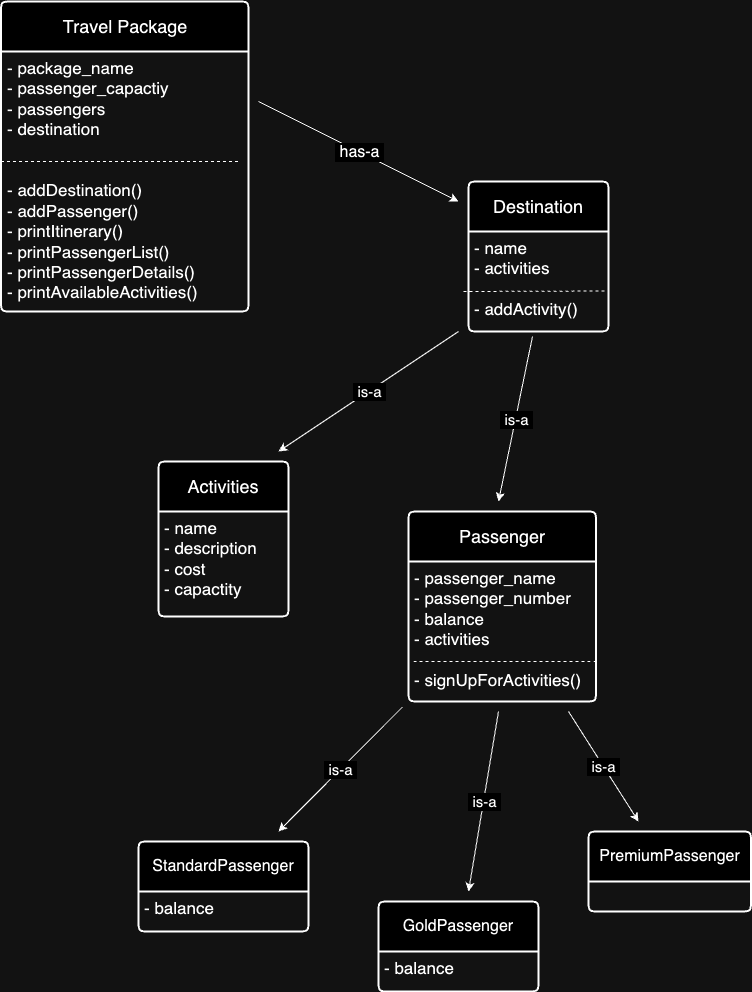 Travel Package
- package_name
- passenger_capactiy
- passengers
- destination
- addDestination()
- addPassenger()
- printItinerary()
- printPassengerList()
- printPassengerDetails()
- printAvailableActivities()
has-a
Destination
- name
- activities
- addActivity()
is-a
is-a
Activities
- name
- description
- cost
- capactity
Passenger
- passenger_name
- passenger_number
- balance
- activities
- signUpForActivities()
is-a
is-a
is-a
StandardPassenger
- balance
GoldPassenger
- balance
PremiumPassenger